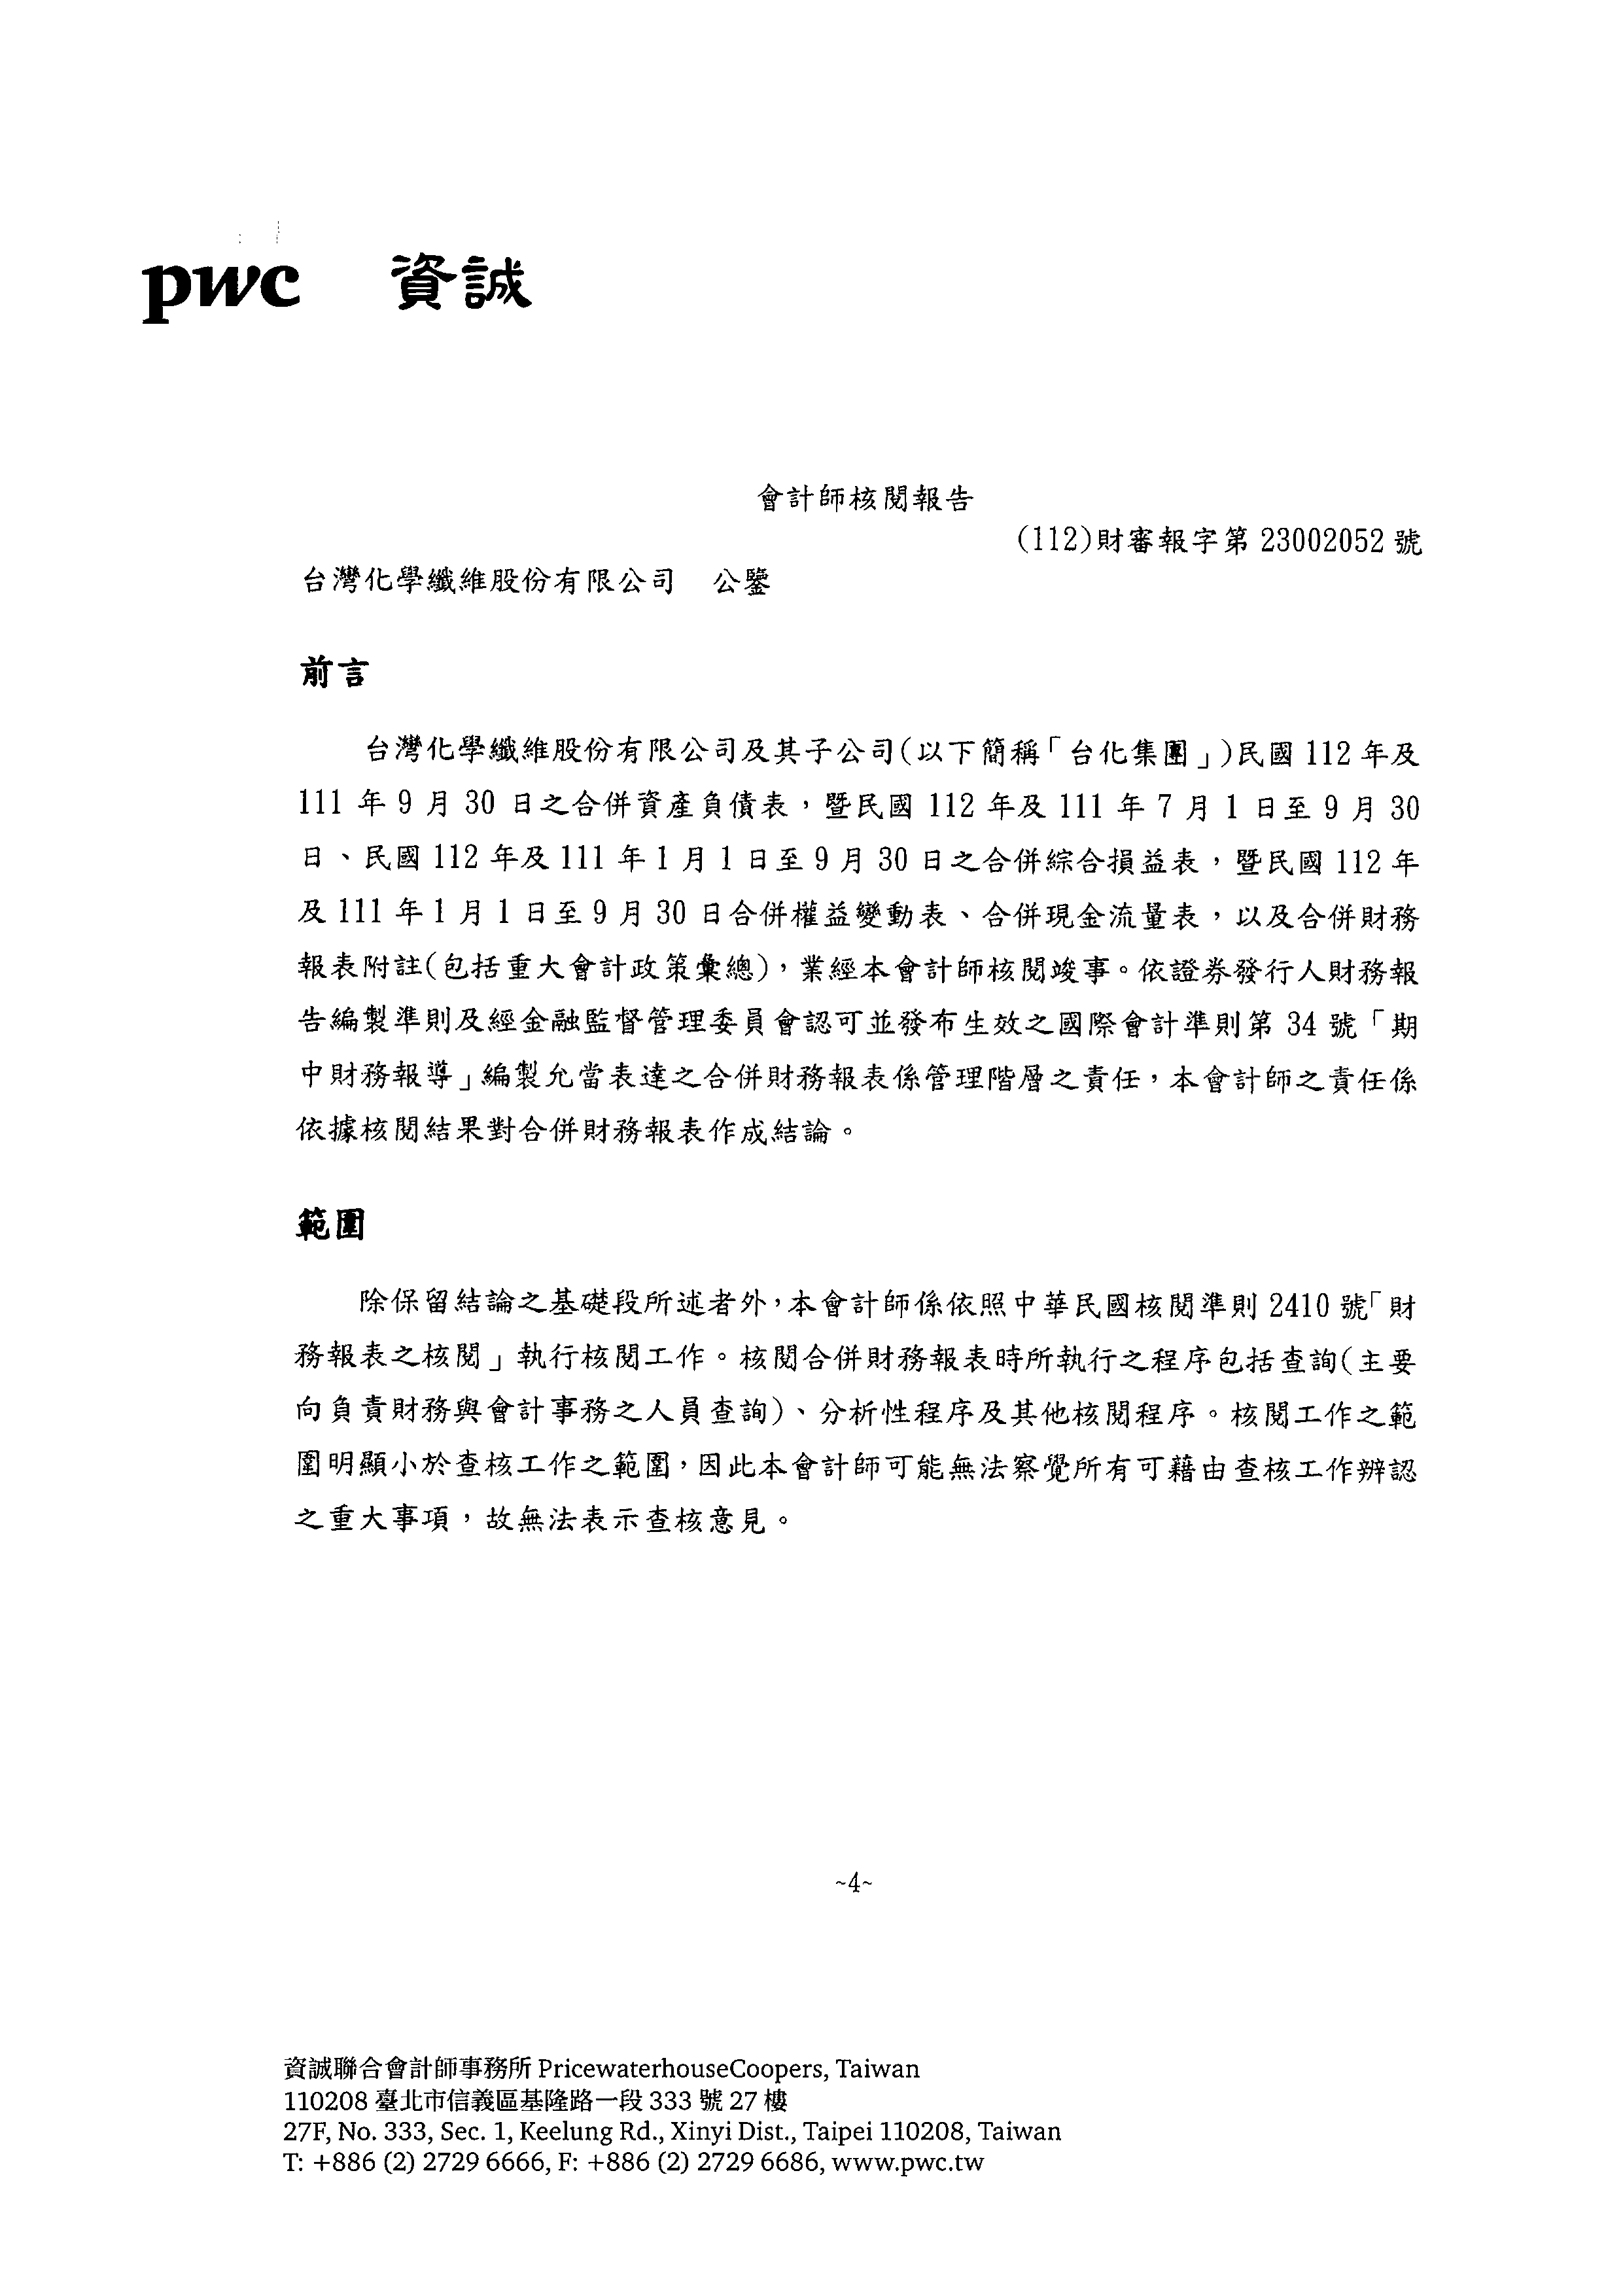 pwc 資誠
會計師核閱報告
(112)財審報字第 23002052 號
台灣化學纖維股份有限公司 公鑒
前言
台灣化學纖維股份有限公司及其子公司(以下簡稱「台化集團」)民國 112 年及
111 年 9 月 30 日之合併資產負債表，暨民國 112 年及 111 年 7 月 1 日至 9 月 30
日、民國 112 年及 111 年 1 月 1 日至 9 月 30 日之合併綜合損益表，暨民國 112 年
及 111 年 1 月 1 日至 9 月 30 日合併權益變動表、合併現金流量表，以及合併財務
報表附註(包括重大會計政策彙總)，業經本會計師核閱竣事。依證券發行人財務報
告編製準則及經金融監督管理委員會認可並發布生效之國際會計準則第 34 號「期
中財務報導」編製允當表達之合併財務報表係管理階層之責任，本會計師之責任係
依據核閱結果對合併財務報表作成結論。
範圍
除保留結論之基礎段所述者外，本會計師係依照中華民國核閱準則 2410 號「財
務報表之核閱」執行核閱工作。核閱合併財務報表時所執行之程序包括查詢(主要
向負責財務與會計事務之人員查詢)、分析性程序及其他核閱程序。核閱工作之範
圍明顯小於查核工作之範圍，因此本會計師可能無法察覺所有可藉由查核工作辨認
之重大事項，故無法表示查核意見。
~4~
資誠聯合會計師事務所 PricewaterhouseCoopers, Taiwan
110208 臺北市信義區基隆路一段 333 號 27 樓
27F, No. 333, Sec. 1, Keelung Rd., Xinyi Dist., Taipei 110208, Taiwan
T: +886 (2) 2729 6666, F: +886 (2) 2729 6686, www.pwc.tw